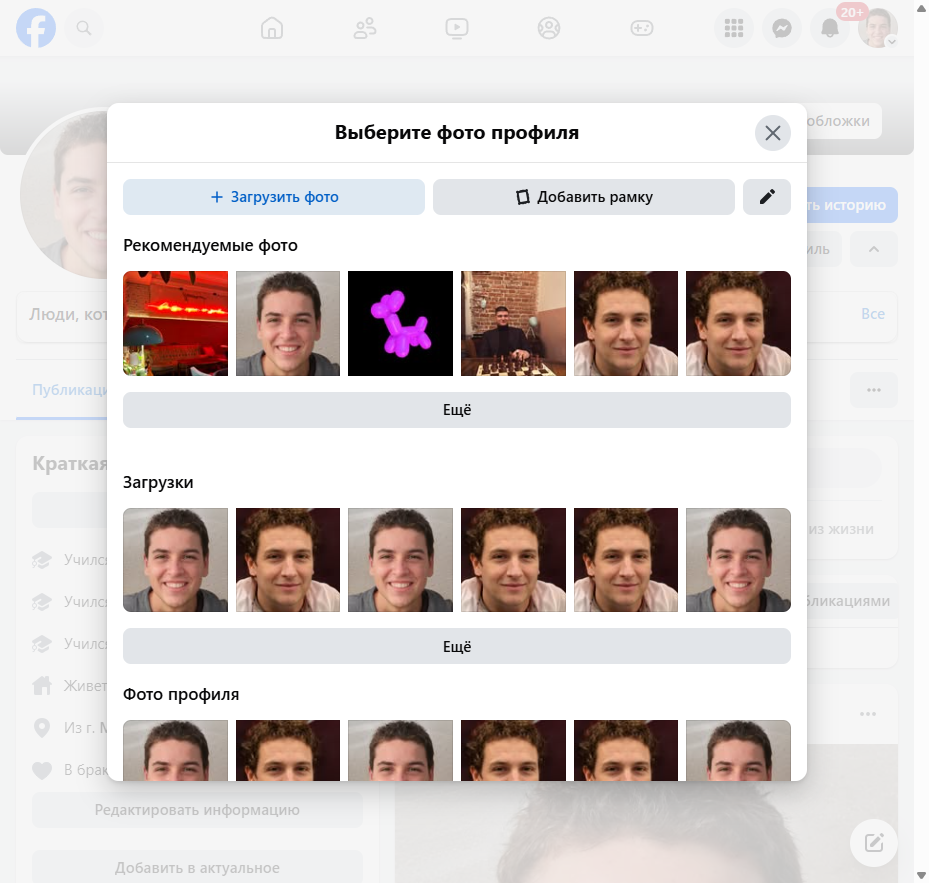 20+
обложки
Выберите фото профиля
Загрузить фото
Добавить рамку
ть историю
Рекомендуемые фото
иль
Люди, кот
Все
Публикаци
Ещё
Краткая
Загрузки
из жизни
Учился
Учился
бликациями
Учился
Ещё
Живет
Фото профиля
Из г. М
В брак
Редактировать информацию
Добавить в актуальное